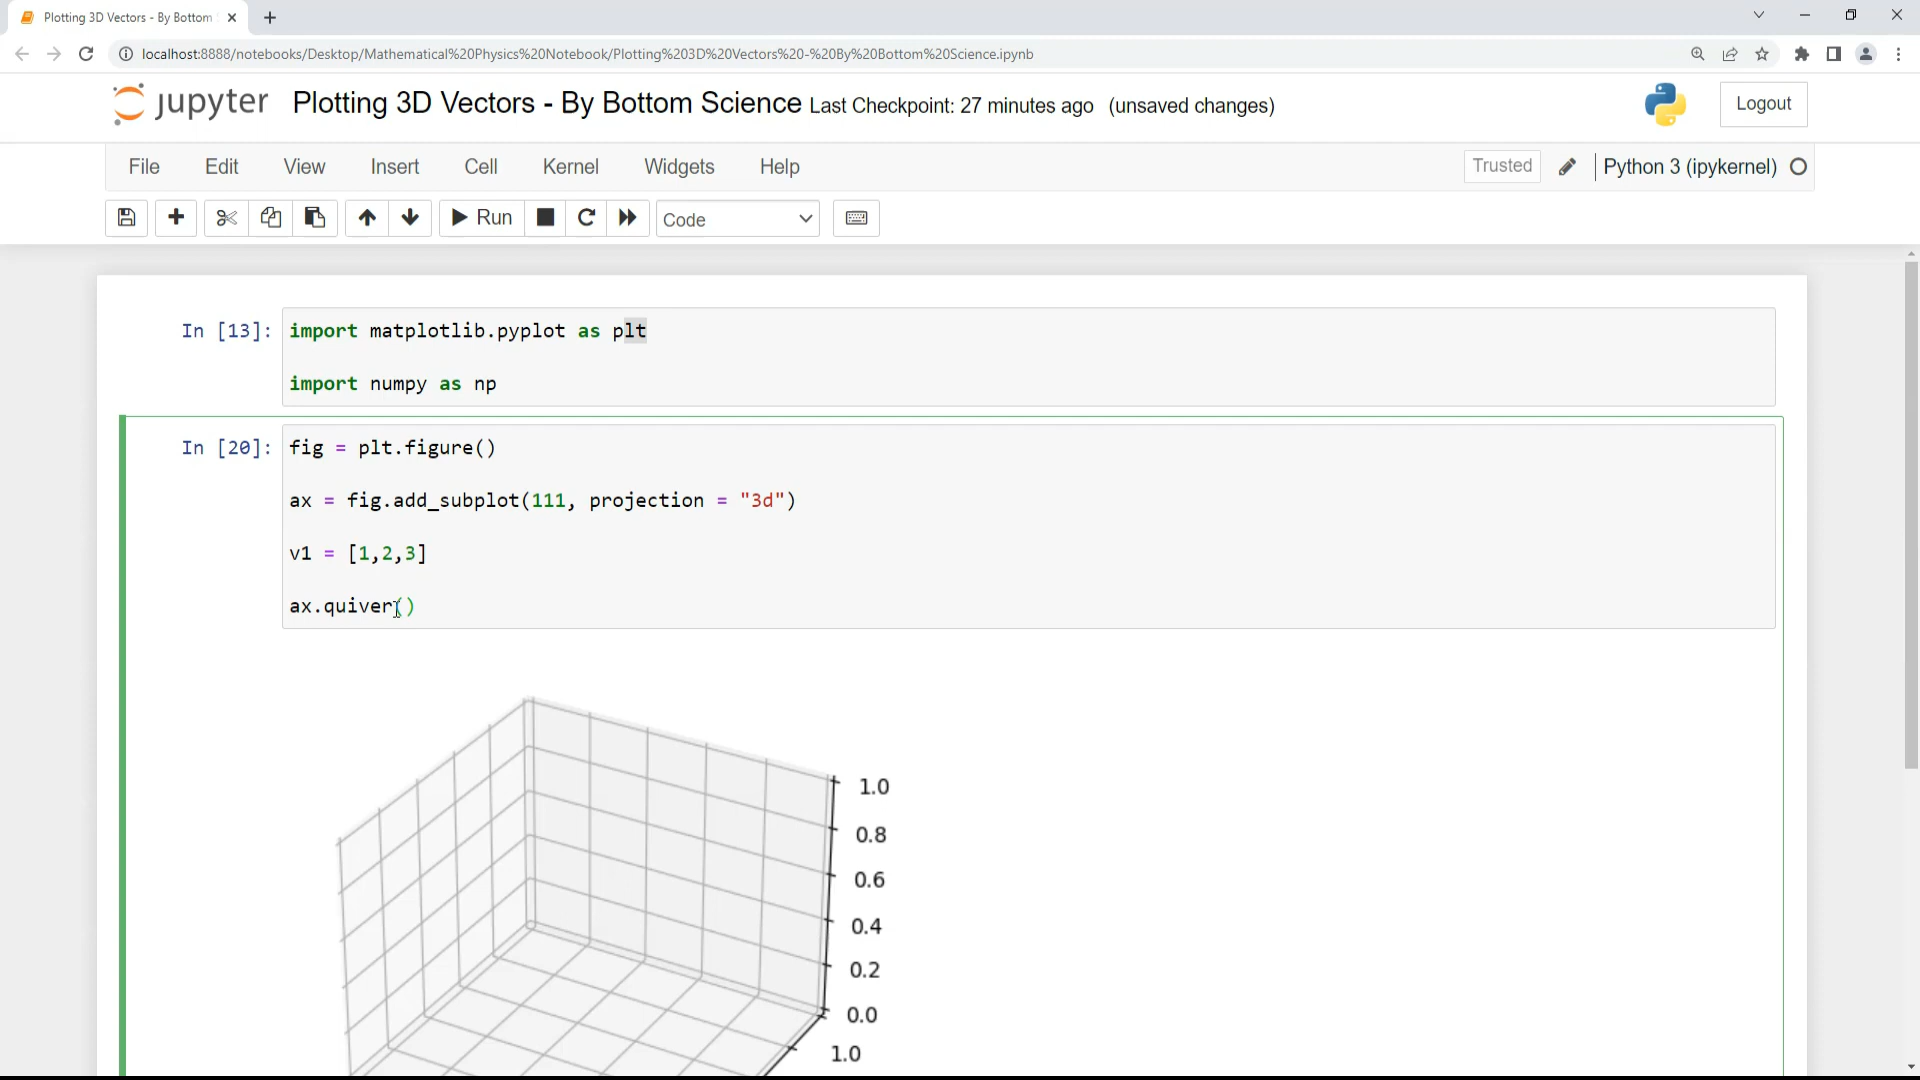 Plotting 3D Vectors - By Bottom
localhost:8888/notebooks/Desktop/Mathematical%20Physics%20Notebook/Plotting%203D%20Vectors%20-%20By%20Bottom%20Science.ipynb
jupyter Plotting 3D Vectors - By Bottom Science Last Checkpoint: 27 minutes ago (unsaved changes)
Logout
File Edit View Insert Cell Kernel Widgets Help
Trusted Python 3 (ipykernel)
Run Code
In [13]: import matplotlib.pyplot as plt
import numpy as np
In [20]: fig = plt.figure()
ax = fig.add_subplot(111, projection = "3d")
v1 = [1,2,3]
ax.quiver()
1.0
0.8
0.6
0.4
0.2
0.0
1.0